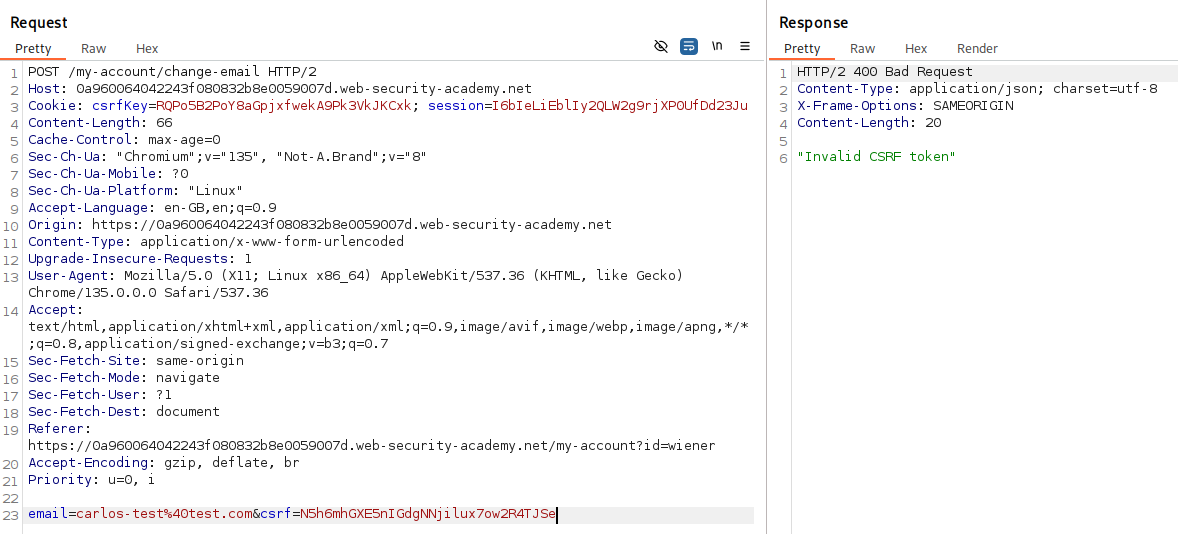 Request
Pretty Raw Hex
\n
1 POST /my-account/change-email HTTP/2
2 Host: 0a960064042243f080832b8e0059007d.web-security-academy.net
3 Cookie: csrfKey=RQPo5B2PoY8aGpjxfwekA9Pk3VkJKCxk; session=I6bIeLiEblIy2QLW2g9rjXPOUfDd23Ju
4 Content-Length: 66
5 Cache-Control: max-age=0
6 Sec-Ch-Ua: "Chromium";v="135", "Not-A.Brand";v="8"
7 Sec-Ch-Ua-Mobile: ?0
8 Sec-Ch-Ua-Platform: "Linux"
9 Accept-Language: en-GB,en;q=0.9
10 Origin: https://0a960064042243f080832b8e0059007d.web-security-academy.net
11 Content-Type: application/x-www-form-urlencoded
12 Upgrade-Insecure-Requests: 1
13 User-Agent: Mozilla/5.0 (X11; Linux x86_64) AppleWebKit/537.36 (KHTML, like Gecko)
Chrome/135.0.0.0 Safari/537.36
14 Accept:
text/html,application/xhtml+xml,application/xml;q=0.9,image/avif,image/webp,image/apng,*/*
;q=0.8,application/signed-exchange;v=b3;q=0.7
15 Sec-Fetch-Site: same-origin
16 Sec-Fetch-Mode: navigate
17 Sec-Fetch-User: ?1
18 Sec-Fetch-Dest: document
19 Referer:
https://0a960064042243f080832b8e0059007d.web-security-academy.net/my-account?id=wiener
20 Accept-Encoding: gzip, deflate, br
21 Priority: u=0, i
22
23 email=carlos-test%40test.com&csrf=N5h6mhGXE5nIGdgNNjilux7ow2R4TJSe
Response
Pretty Raw Hex Render
1 HTTP/2 400 Bad Request
2 Content-Type: application/json; charset=utf-8
3 X-Frame-Options: SAMEORIGIN
4 Content-Length: 20
5
6 "Invalid CSRF token"